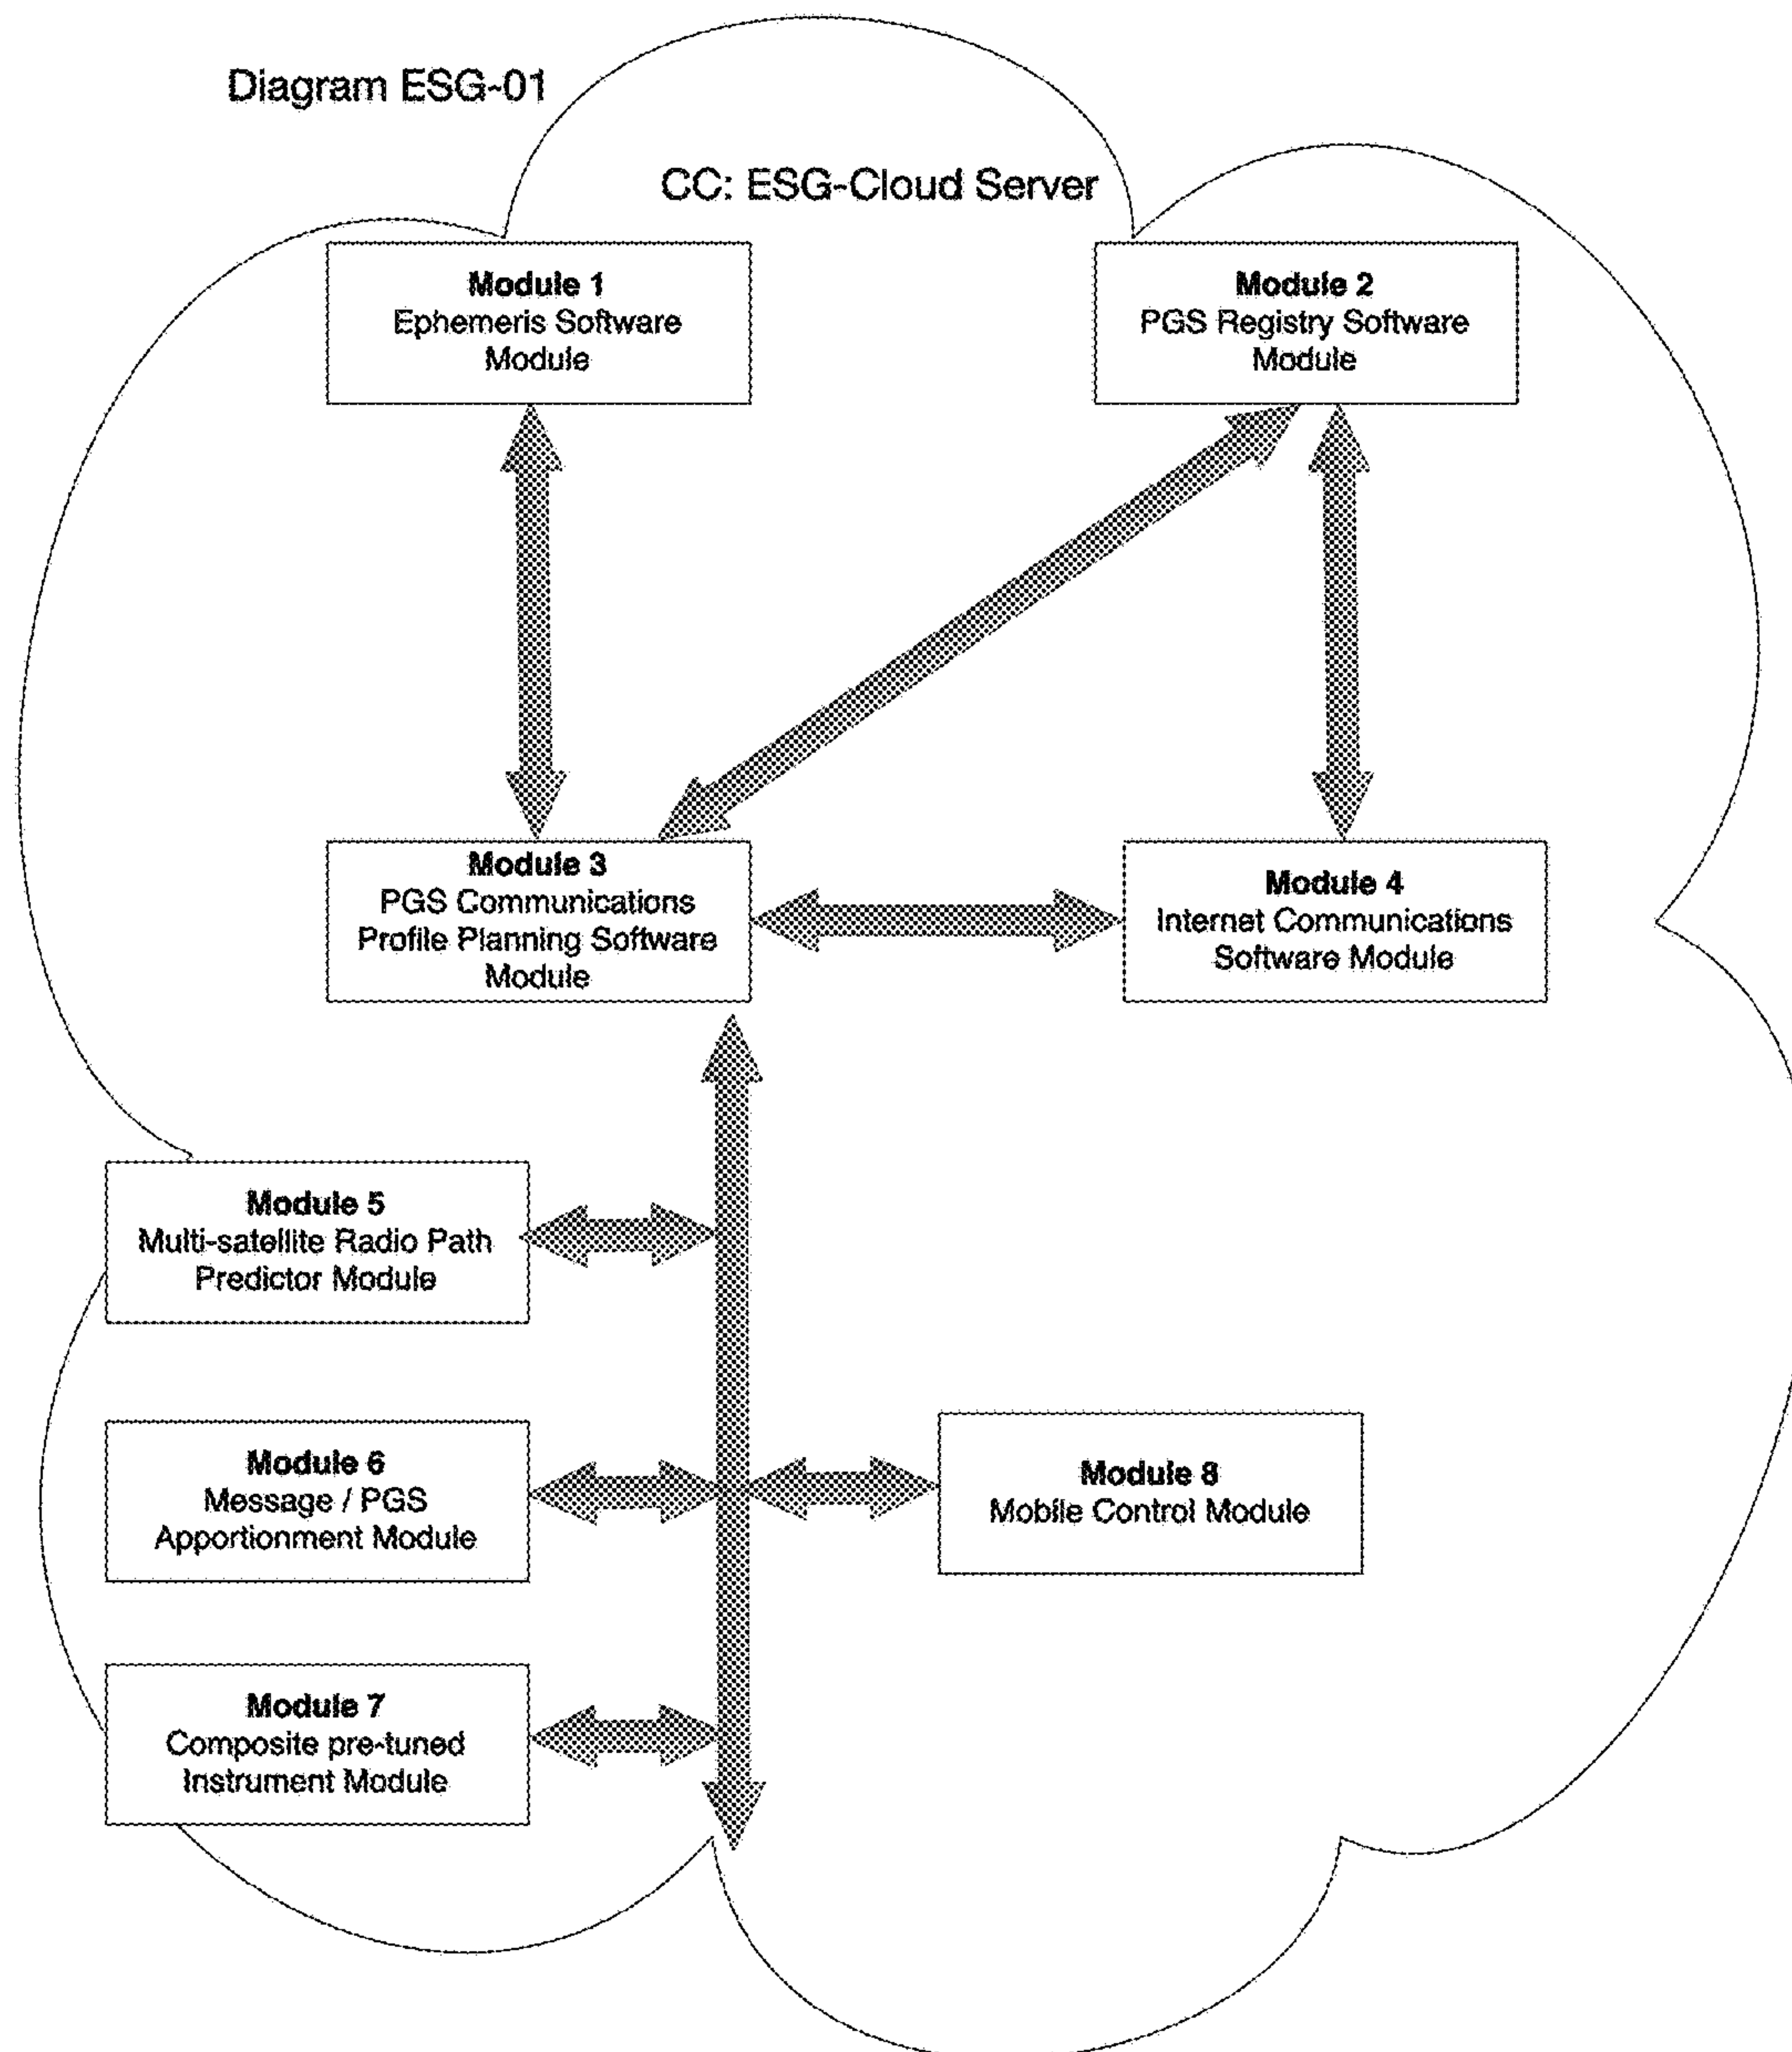 Diagram ESG-01
CC: ESG-Cloud Server
Module 1
Ephemeris Software
Module
Module 2
PGS Registry Software
Module
Module 3
PGS Communications
Profile Planning Software
Module
Module 4
Internet Communications
Software Module
Module 5
Multi-satellite Radio Path
Predictor Module
Module 6
Message / PGS
Apportionment Module
Module 8
Mobile Control Module
Module 7
Composite pre-tuned
Instrument Module